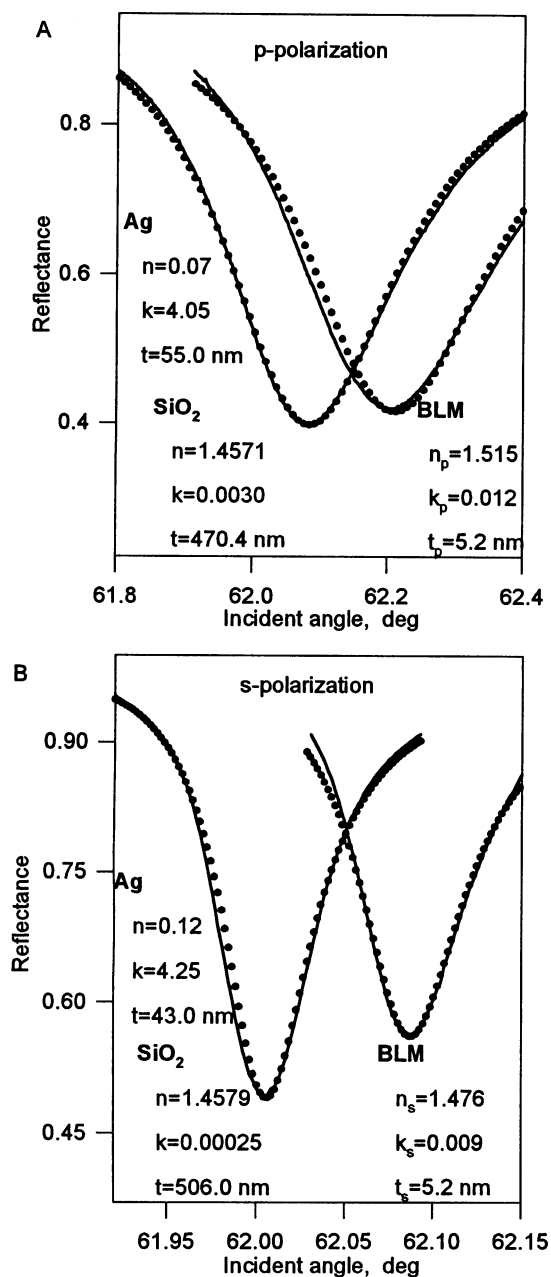 A
p-polarization
0.8
0.6
0.4
Reflectance
Ag
n=0.07
k=4.05
t=55.0 nm
SiO2
n=1.4571
k=0.0030
t=470.4 nm
BLM
np=1.515
kp=0.012
tp=5.2 nm
61.8 62.0 62.2 62.4
Incident angle, deg
B
s-polarization
0.90
0.75
0.60
0.45
Reflectance
Ag
n=0.12
k=4.25
t=43.0 nm
SiO2
n=1.4579
k=0.00025
t=506.0 nm
BLM
ns=1.476
ks=0.009
ts=5.2 nm
61.95 62.00 62.05 62.10 62.15
Incident angle, deg